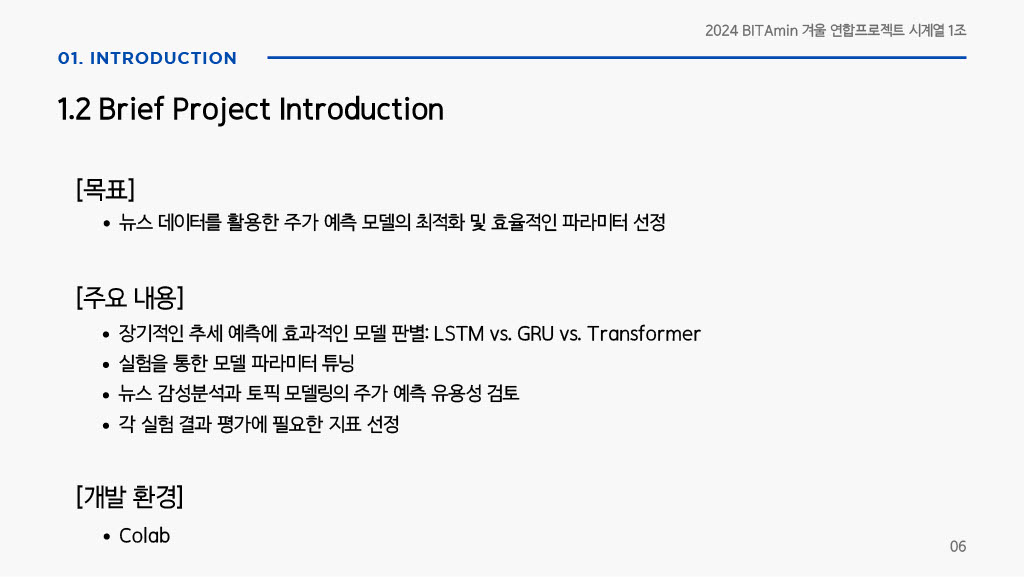 2024 BITAmin 겨울 연합프로젝트 시계열 1조
01. INTRODUCTION
1.2 Brief Project Introduction
[목표]
• 뉴스 데이터를 활용한 주가 예측 모델의 최적화 및 효율적인 파라미터 선정
[주요 내용]
• 장기적인 추세 예측에 효과적인 모델 판별: LSTM vs. GRU vs. Transformer
• 실험을 통한 모델 파라미터 튜닝
• 뉴스 감성분석과 토픽 모델링의 주가 예측 유용성 검토
• 각 실험 결과 평가에 필요한 지표 선정
[개발 환경]
• Colab
06